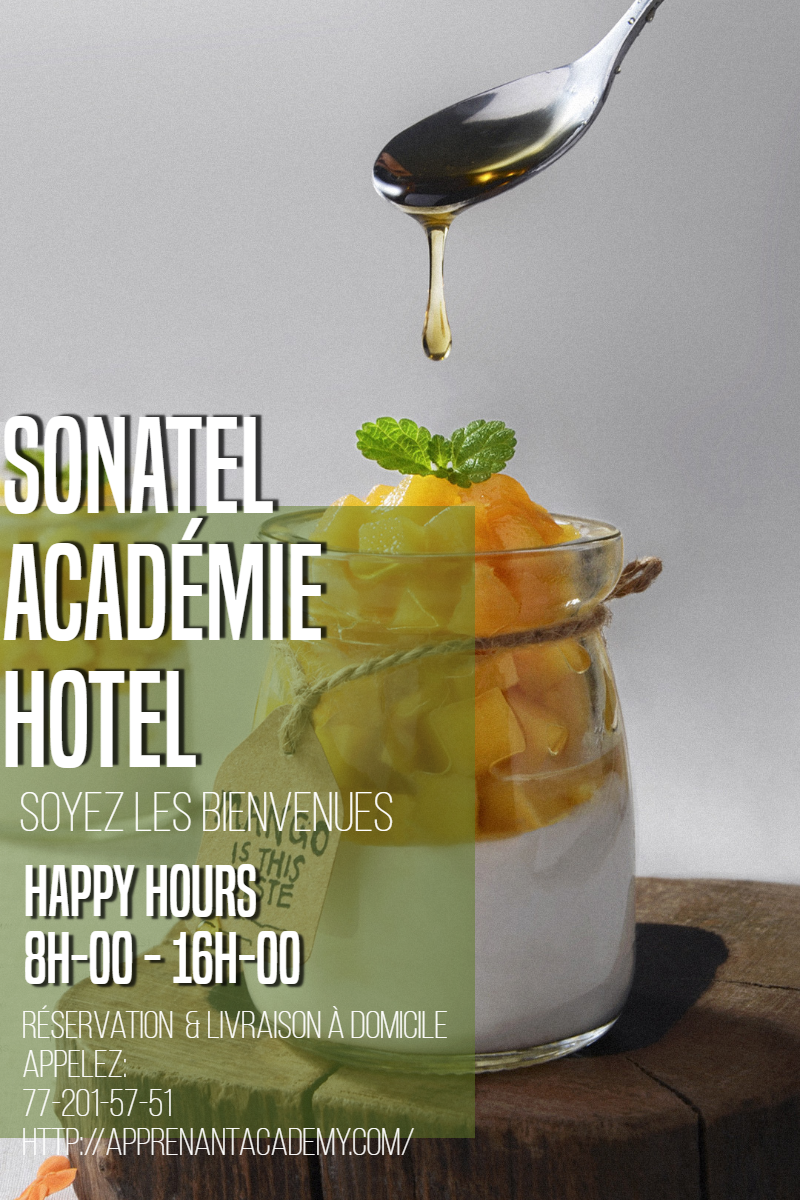 SONATEL
ACADÉMIE
HOTEL
SOYEZ LES BIENVENUES
MANGO
IS THIS
HAPPY HOURS
8H-00 - 16H-00
RÉSERVATION & LIVRAISON À DOMICILE
APPELEZ:
77-201-57-51
HTTP://APPRENANTACADEMY.COM/